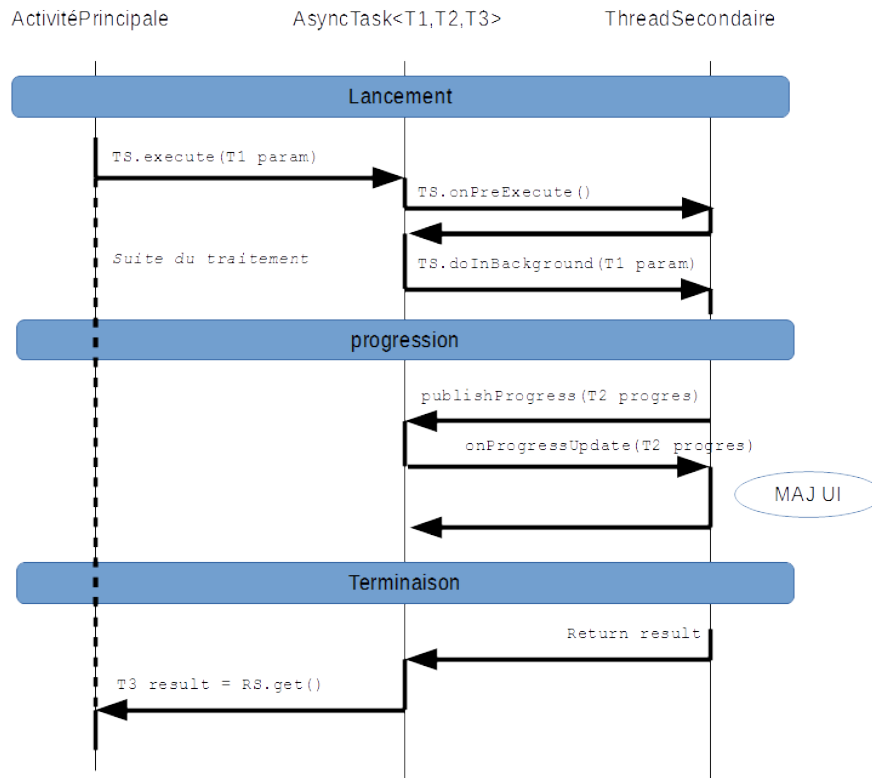 ActivitéPrincipale
AsyncTask<T1,T2,T3>
ThreadSecondaire
Lancement
TS.execute(T1 param)
TS.onPreExecute()
Suite du traitement
TS.doInBackground(T1 param)
progression
publishProgress(T2 progres)
onProgressUpdate(T2 progres)
MAJ UI
Terminaison
Return result
T3 result = RS.get()